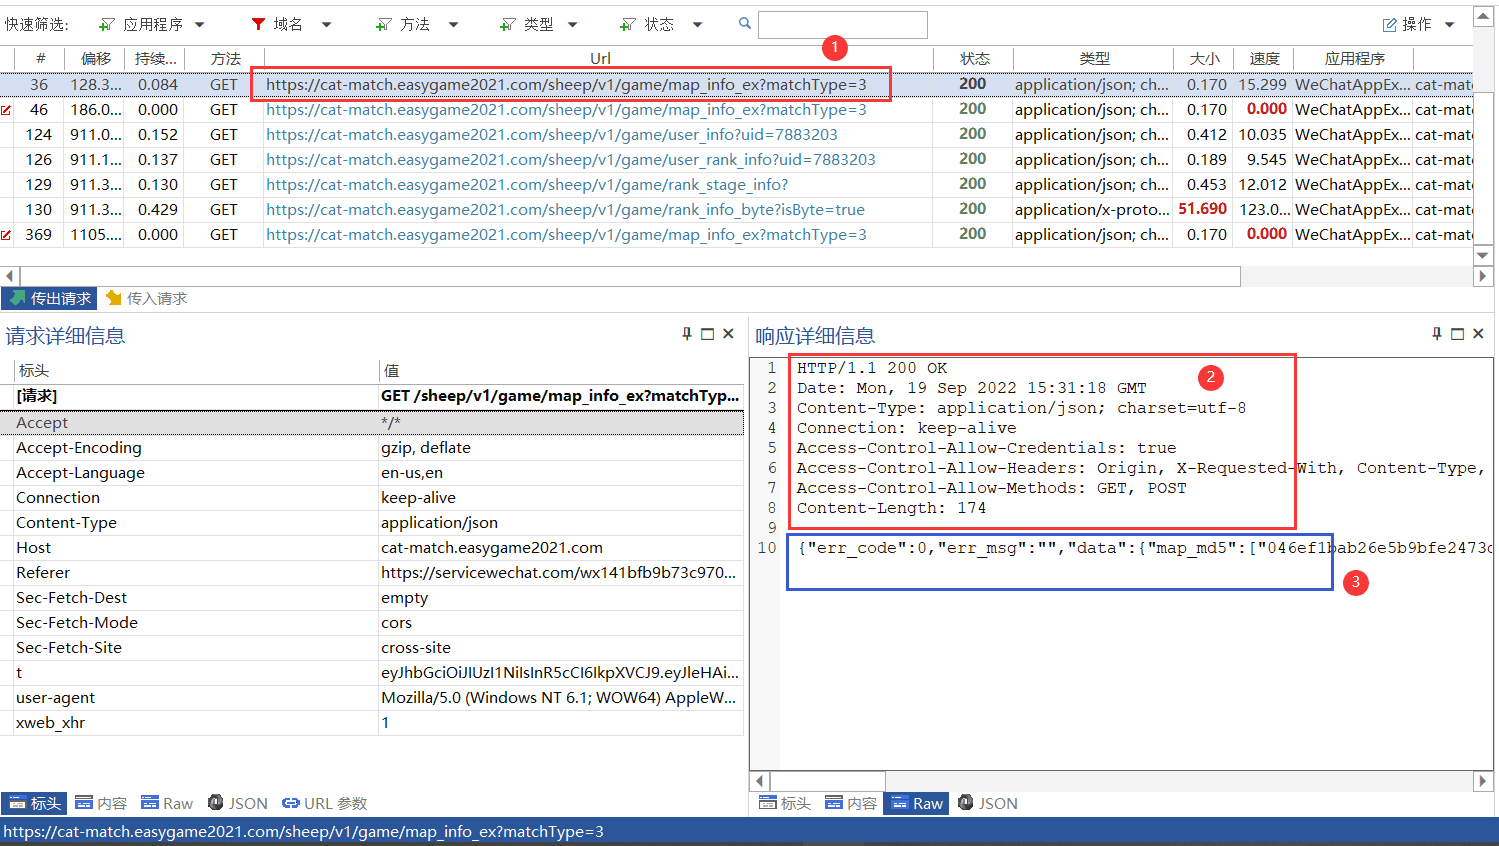 快速筛选: 应用程序 域名 方法 类型 状态 操作
1
# 偏移 持续... 方法 Url 状态 类型 大小 速度 应用程序
36 128.3... 0.084 GET https://cat-match.easygame2021.com/sheep/v1/game/map_info_ex?matchType=3 200 application/json; ch... 0.170 15.299 WeChatAppEx... cat-mat
46 186.0... 0.000 GET https://cat-match.easygame2021.com/sheep/v1/game/map_info_ex?matchType=3 200 application/json; ch... 0.170 0.000 WeChatAppEx... cat-mat
124 911.0... 0.152 GET https://cat-match.easygame2021.com/sheep/v1/game/user_info?uid=7883203 200 application/json; ch... 0.412 10.035 WeChatAppEx... cat-mat
126 911.1... 0.137 GET https://cat-match.easygame2021.com/sheep/v1/game/user_rank_info?uid=7883203 200 application/json; ch... 0.189 9.545 WeChatAppEx... cat-mat
129 911.3... 0.130 GET https://cat-match.easygame2021.com/sheep/v1/game/rank_stage_info? 200 application/json; ch... 0.453 12.012 WeChatAppEx... cat-mat
130 911.3... 0.429 GET https://cat-match.easygame2021.com/sheep/v1/game/rank_info_byte?isByte=true 200 application/x-proto... 51.690 123.0... WeChatAppEx... cat-mat
369 1105.... 0.000 GET https://cat-match.easygame2021.com/sheep/v1/game/map_info_ex?matchType=3 200 application/json; ch... 0.170 0.000 WeChatAppEx... cat-mat
传出请求 传入请求
请求详细信息
标头 值
[请求] GET /sheep/v1/game/map_info_ex?matchTyp...
Accept */*
Accept-Encoding gzip, deflate
Accept-Language en-us,en
Connection keep-alive
Content-Type application/json
Host cat-match.easygame2021.com
Referer https://servicewechat.com/wx141bfb9b73c970...
Sec-Fetch-Dest empty
Sec-Fetch-Mode cors
Sec-Fetch-Site cross-site
t eyJhbGciOiJIUzI1NiIsInR5cCI6IkpXVCJ9.eyJleHAi...
user-agent Mozilla/5.0 (Windows NT 6.1; WOW64) AppleW...
xweb_xhr 1
标头 内容 Raw JSON URL 参数
响应详细信息
1 HTTP/1.1 200 OK
2
2 Date: Mon, 19 Sep 2022 15:31:18 GMT
3 Content-Type: application/json; charset=utf-8
4 Connection: keep-alive
5 Access-Control-Allow-Credentials: true
6 Access-Control-Allow-Headers: Origin, X-Requested-With, Content-Type,
7 Access-Control-Allow-Methods: GET, POST
8 Content-Length: 174
9
10 {"err_code":0,"err_msg":"","data":{"map_md5":["046ef1bab26e5b9bfe2473c
3
标头 内容 Raw JSON
https://cat-match.easygame2021.com/sheep/v1/game/map_info_ex?matchType=3